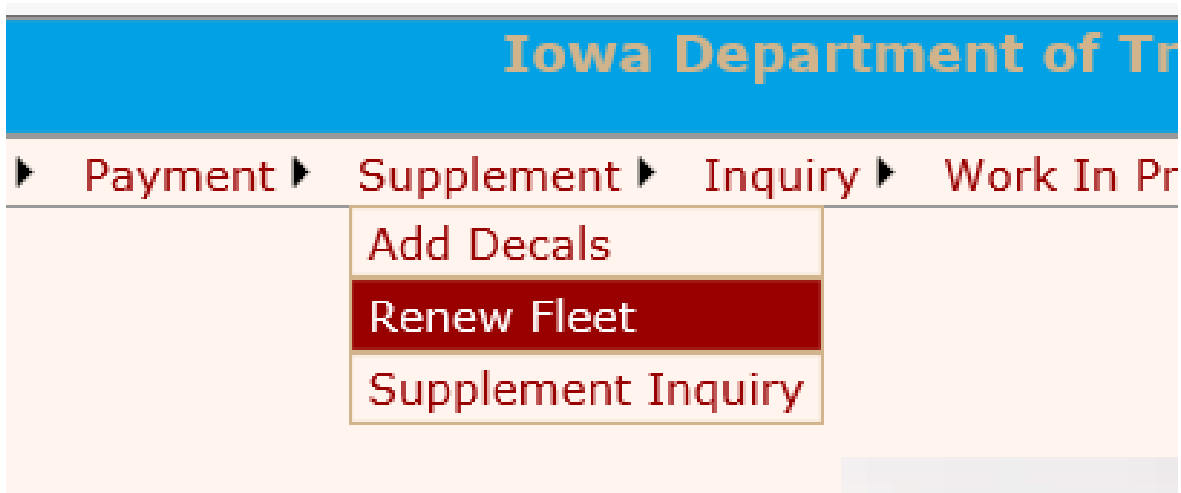 Iowa Department of Tr
Payment Supplement Inquiry Work In Pr
Add Decals
Renew Fleet
Supplement Inquiry